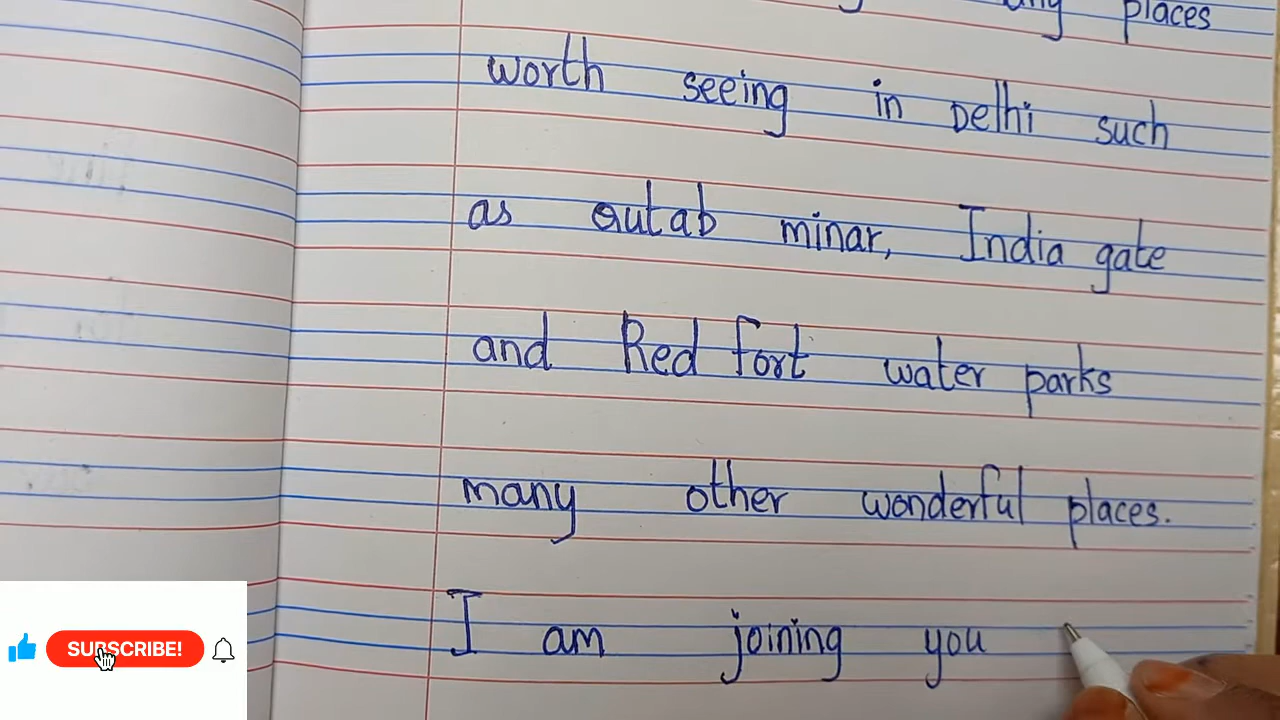 places
worth seeing in Delhi such
as Qutab minar, India gate
and Red fort water parks
many other wonderful places.
I am joining you
SUBSCRIBE!